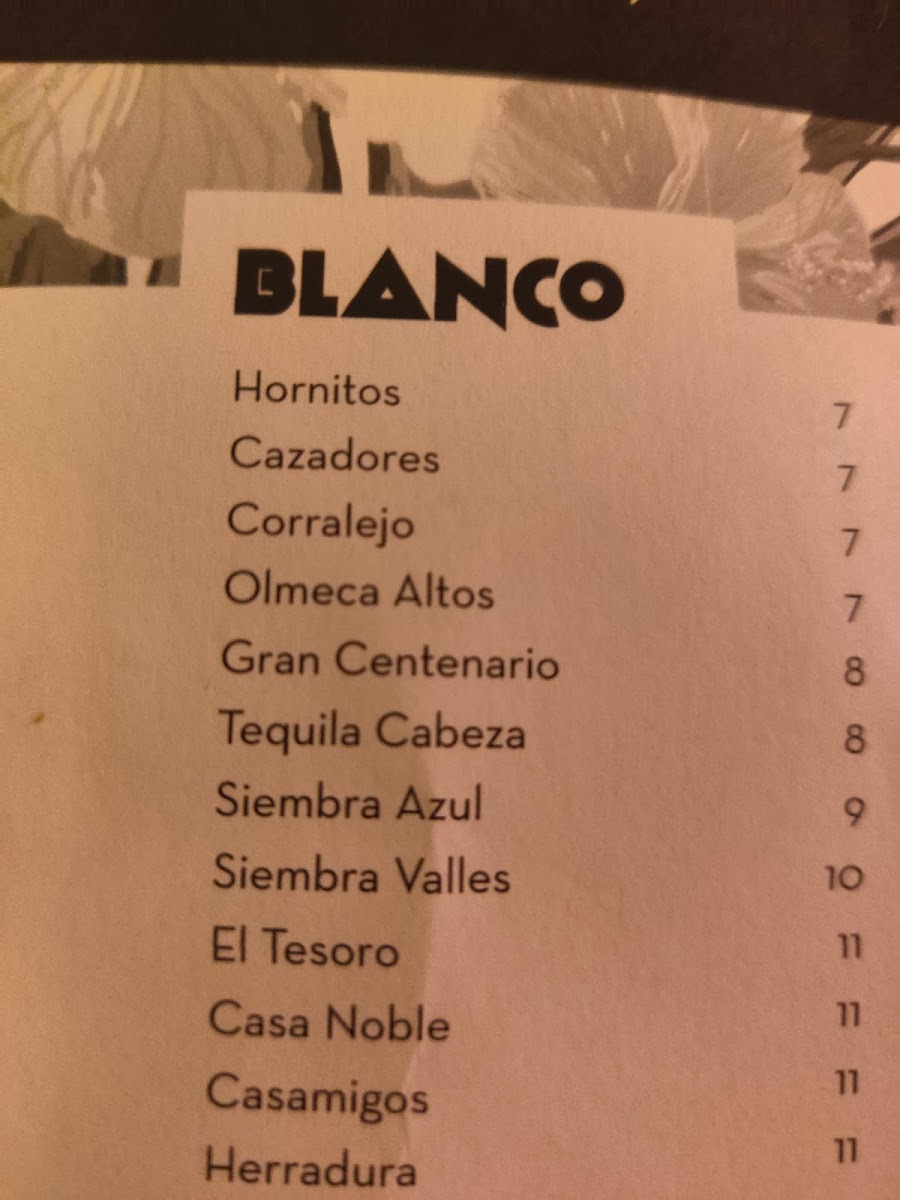 BLANCO
Hornitos 7
Cazadores 7
Corralejo 7
Olmeca Altos 7
Gran Centenario 8
Tequila Cabeza 8
Siembra Azul 9
Siembra Valles 10
El Tesoro 11
Casa Noble 11
Casamigos 11
Herradura 11